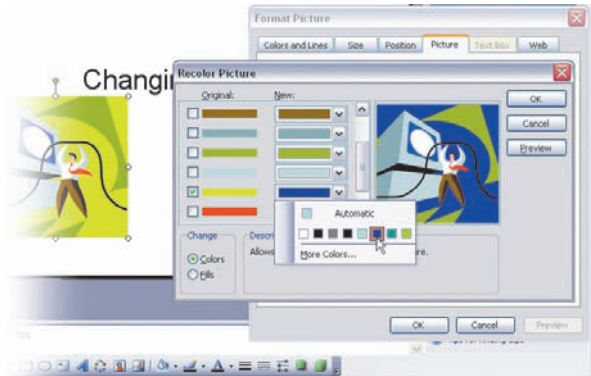 Format Picture
Colors and Lines Size Position Picture Text Box Web
Changi
Recolor Picture
Original: New:
OK
Cancel
Preview
Automatic
Change
Colors
Fills
Descri
Allows
re.
More Colors...
OK Cancel Preview